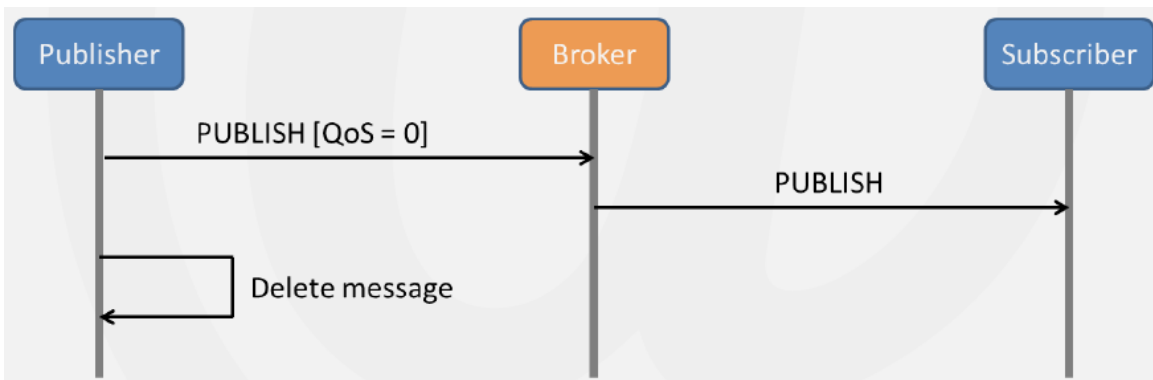 Publisher
Broker
Subscriber
PUBLISH [QoS = 0]
PUBLISH
Delete message